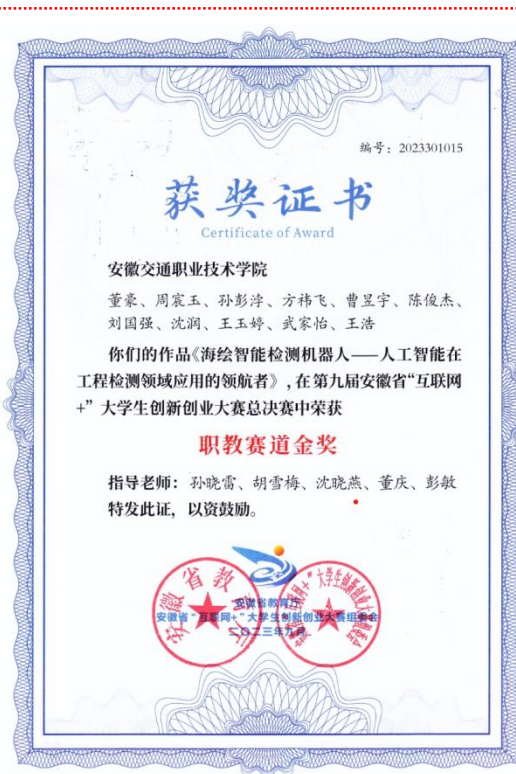 编号：2023301015
获奖证书
Certificate of Award
安徽交通职业技术学院
董豪、周宸玉、孙彭浡、方祎飞、曹昱宇、陈俊杰、
刘国强、沈润、王玉婷、武家怡、王浩
你们的作品《海绘智能检测机器人——人工智能在
工程检测领域应用的领航者》，在第九届安徽省“互联网
+”大学生创新创业大赛总决赛中荣获
职教赛道金奖
指导老师：孙晓雷、胡雪梅、沈晓燕、董庆、彭敏
特发此证，以资鼓励。
安徽省教育厅
安徽省“互联网+”大学生创新创业大赛组委会
二〇二三年九月